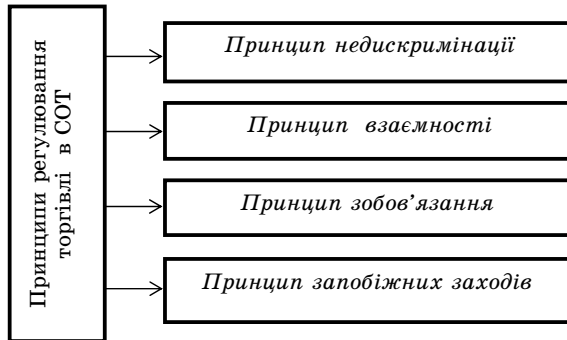 Принципи регулювання
торгівлі в СОТ
Принцип недискримінації
Принцип взаємності
Принцип зобов’язання
Принцип запобіжних заходів